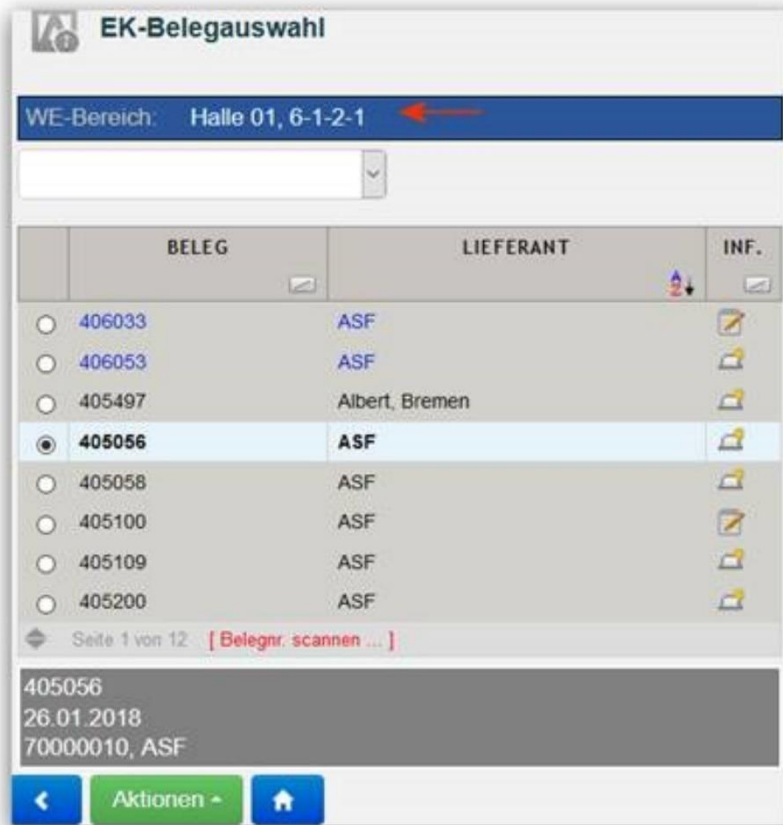 EK-Belegauswahl
WE-Bereich: Halle 01, 6-1-2-1
BELEG LIEFERANT INF.
406033 ASF
406053 ASF
405497 Albert, Bremen
405056 ASF
405058 ASF
405100 ASF
405109 ASF
405200 ASF
Seite 1 von 12 [ Belegnr. scannen ... ]
405056
26.01.2018
70000010, ASF
Aktionen